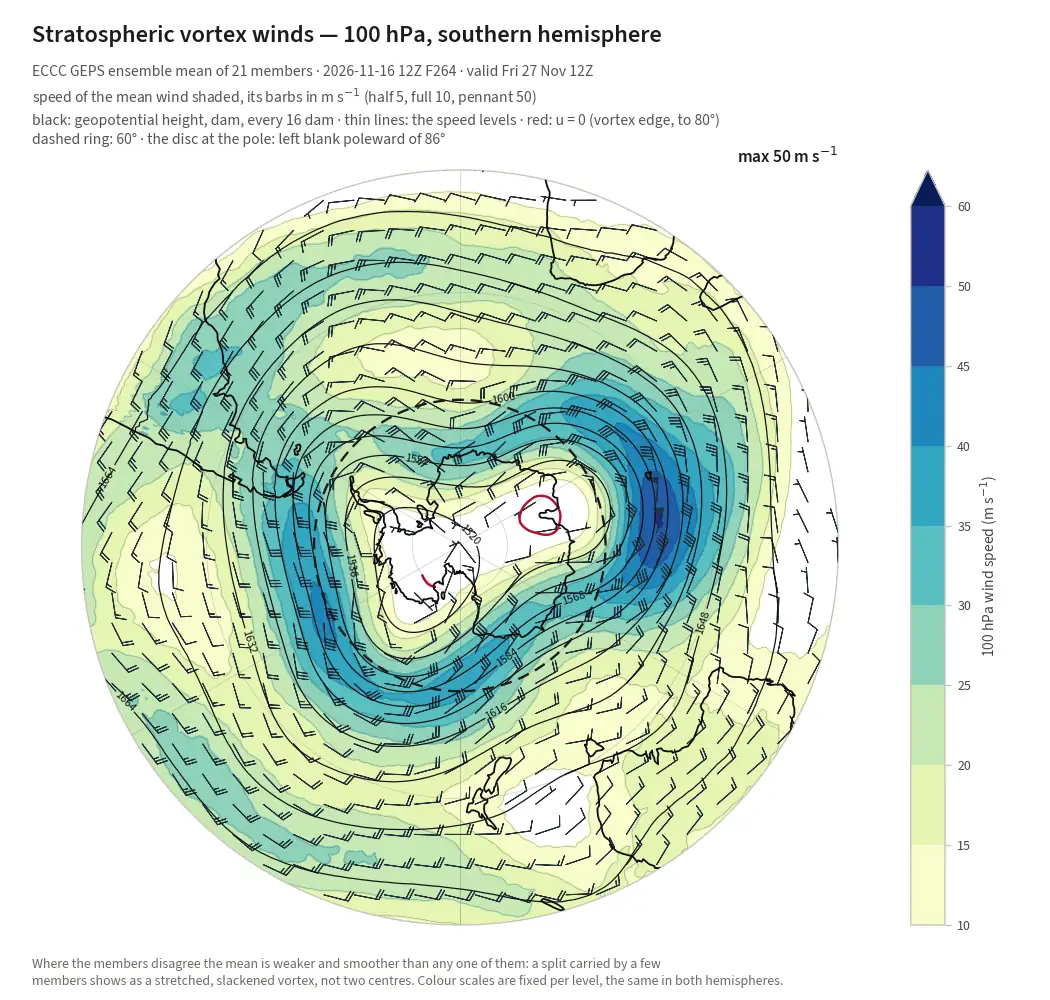 Stratospheric vortex winds — 100 hPa, southern hemisphere
ECCC GEPS ensemble mean of 21 members · 2026-11-16 12Z F264 · valid Fri 27 Nov 12Z
speed of the mean wind shaded, its barbs in m s⁻¹ (half 5, full 10, pennant 50)
black: geopotential height, dam, every 16 dam · thin lines: the speed levels · red: u = 0 (vortex edge, to 80°)
dashed ring: 60° · the disc at the pole: left blank poleward of 86°
max 50 m s⁻¹
60
50
45
40
35
30
25
20
15
10
100 hPa wind speed (m s⁻¹)
1600
1664
1520
1536
1568
1648
1632
1584
1616
1664
Where the members disagree the mean is weaker and smoother than any one of them: a split carried by a few
members shows as a stretched, slackened vortex, not two centres. Colour scales are fixed per level, the same in both hemispheres.